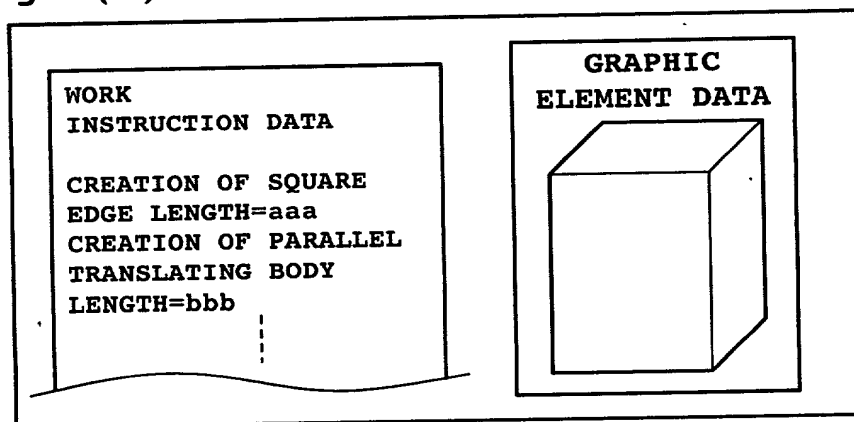 WORK
INSTRUCTION DATA
CREATION OF SQUARE
EDGE LENGTH=aaa
CREATION OF PARALLEL
TRANSLATING BODY
LENGTH=bbb
GRAPHIC
ELEMENT DATA